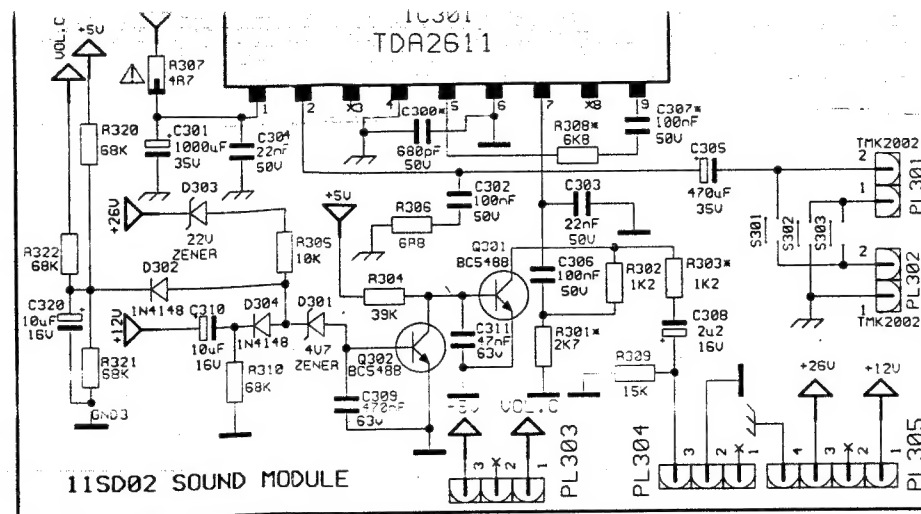 IC301
TDA2611
VOL.C
+5V
R307
4R7
1
2
x3
4
5
6
7
x8
9
C300*
680pF
50V
C307*
100nF
50V
R308*
6K8
R320
68K
C301
1000uF
35V
C304
22nF
50V
C305
470uF
35V
TMK2002
2
1
PL301
D303
22V
ZENER
+26V
+5V
C302
100nF
50V
R306
6R8
C303
22nF
50V
S301
S302
S303
R322
68K
R305
10K
Q301
BC548B
C306
100nF
50V
R302
1K2
R303*
1K2
2
1
PL302
TMK2002
D302
1N4148
R304
39K
C320
10uF
16V
+12V
C310
10uF
16V
D304
1N4148
D301
4V7
ZENER
C311
47nF
63V
R301*
2K7
C308
2u2
16V
R321
68K
R310
68K
Q302
BC548B
R309
15K
+26V
+12V
GND3
C309
470nF
63V
+5V
VOL.C
3
x
2
1
PL303
PL304
3
2
x
1
4
3
x
2
1
PL305
11SD02 SOUND MODULE